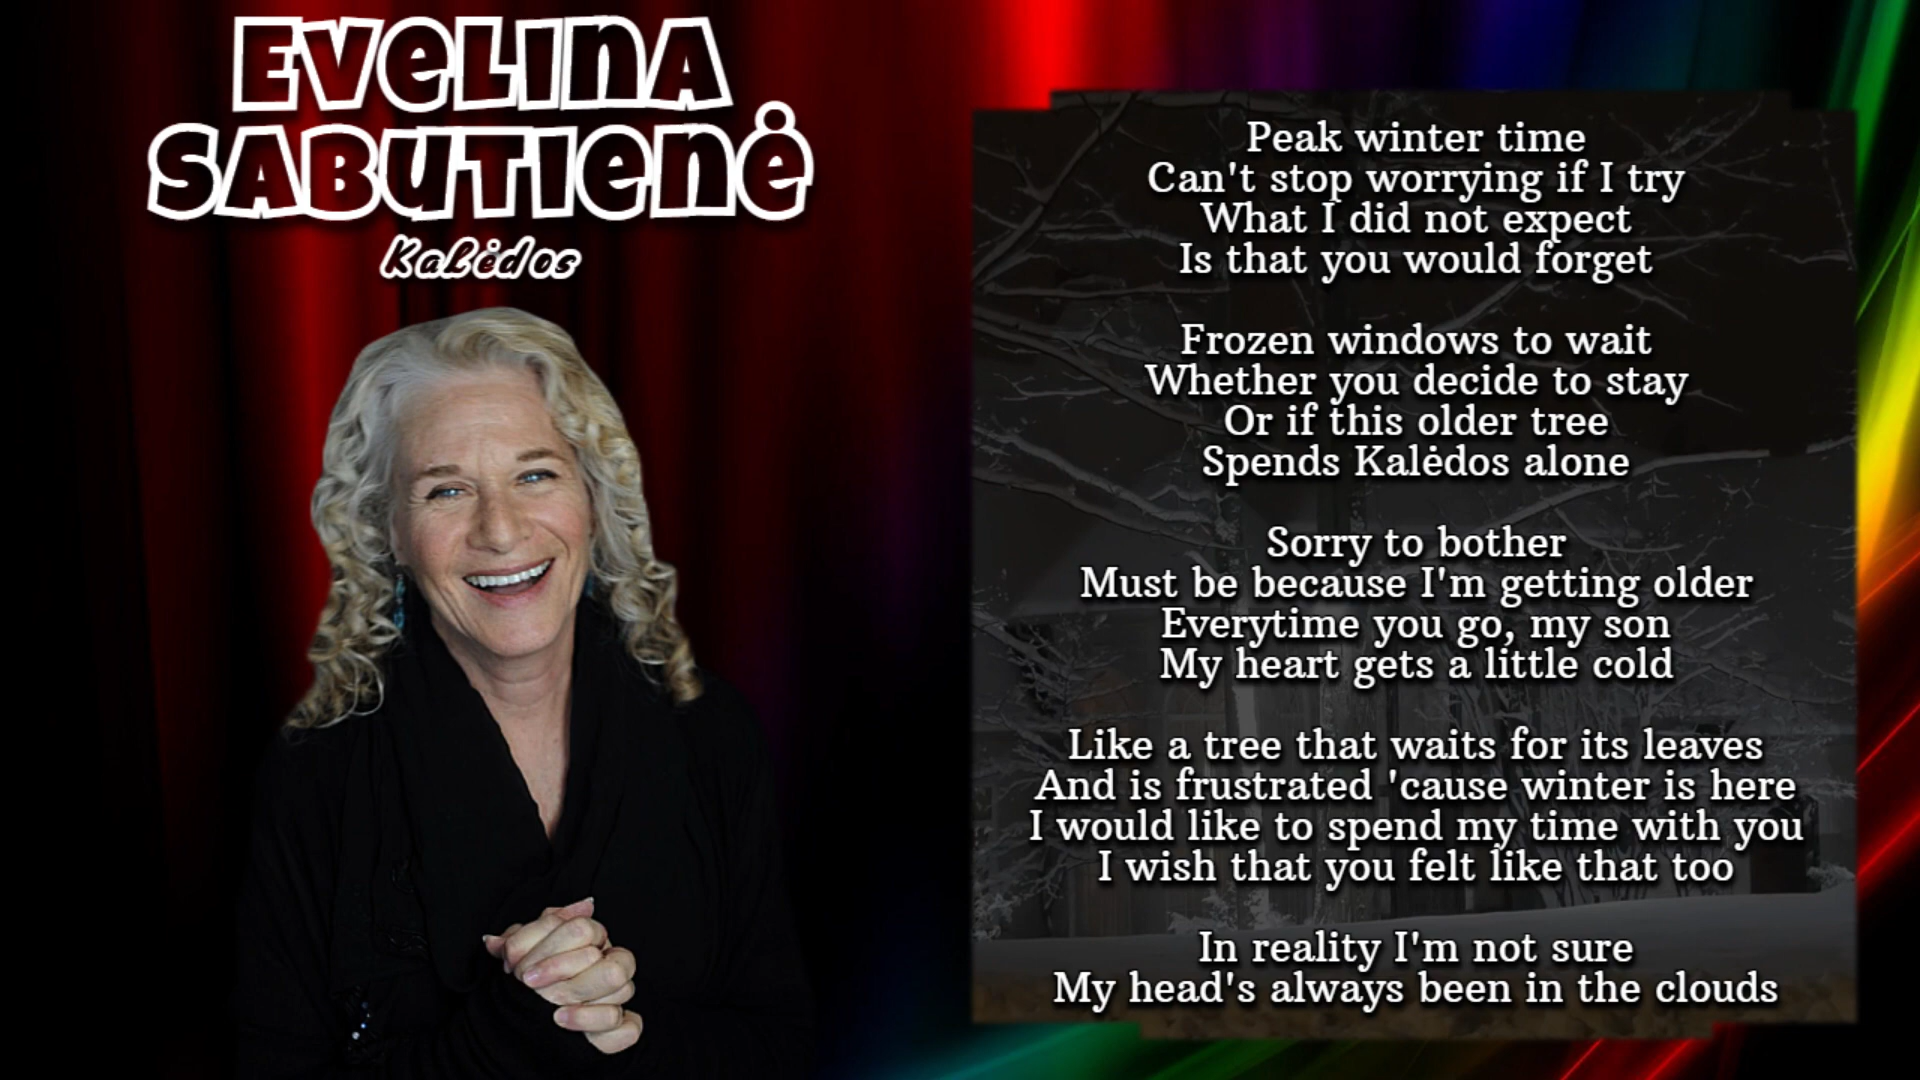 Evelina
Sabutienė
Kalėdos
Peak winter time
Can't stop worrying if I try
What I did not expect
Is that you would forget
Frozen windows to wait
Whether you decide to stay
Or if this older tree
Spends Kalėdos alone
Sorry to bother
Must be because I'm getting older
Everytime you go, my son
My heart gets a little cold
Like a tree that waits for its leaves
And is frustrated 'cause winter is here
I would like to spend my time with you
I wish that you felt like that too
In reality I'm not sure
My head's always been in the clouds